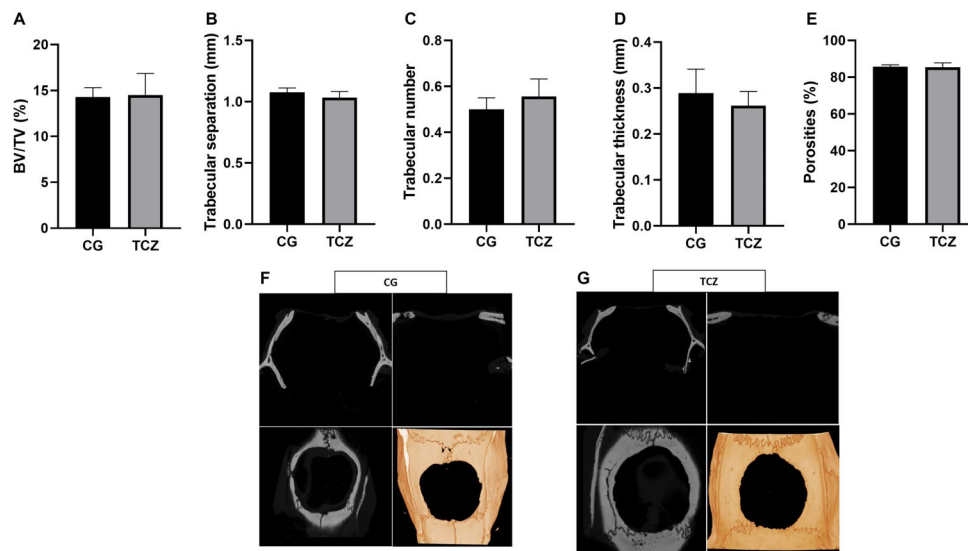 A
BV/TV (%)
20
15
10
5
0
CG
TCZ
B
Trabecular separation (mm)
1.5
1.0
0.5
0.0
CG
TCZ
C
Trabecular number
0.8
0.6
0.4
0.2
0.0
CG
TCZ
D
Trabecular thickness (mm)
0.4
0.3
0.2
0.1
0.0
CG
TCZ
E
Porosities (%)
100
80
60
40
20
0
CG
TCZ
F
CG
G
TCZ